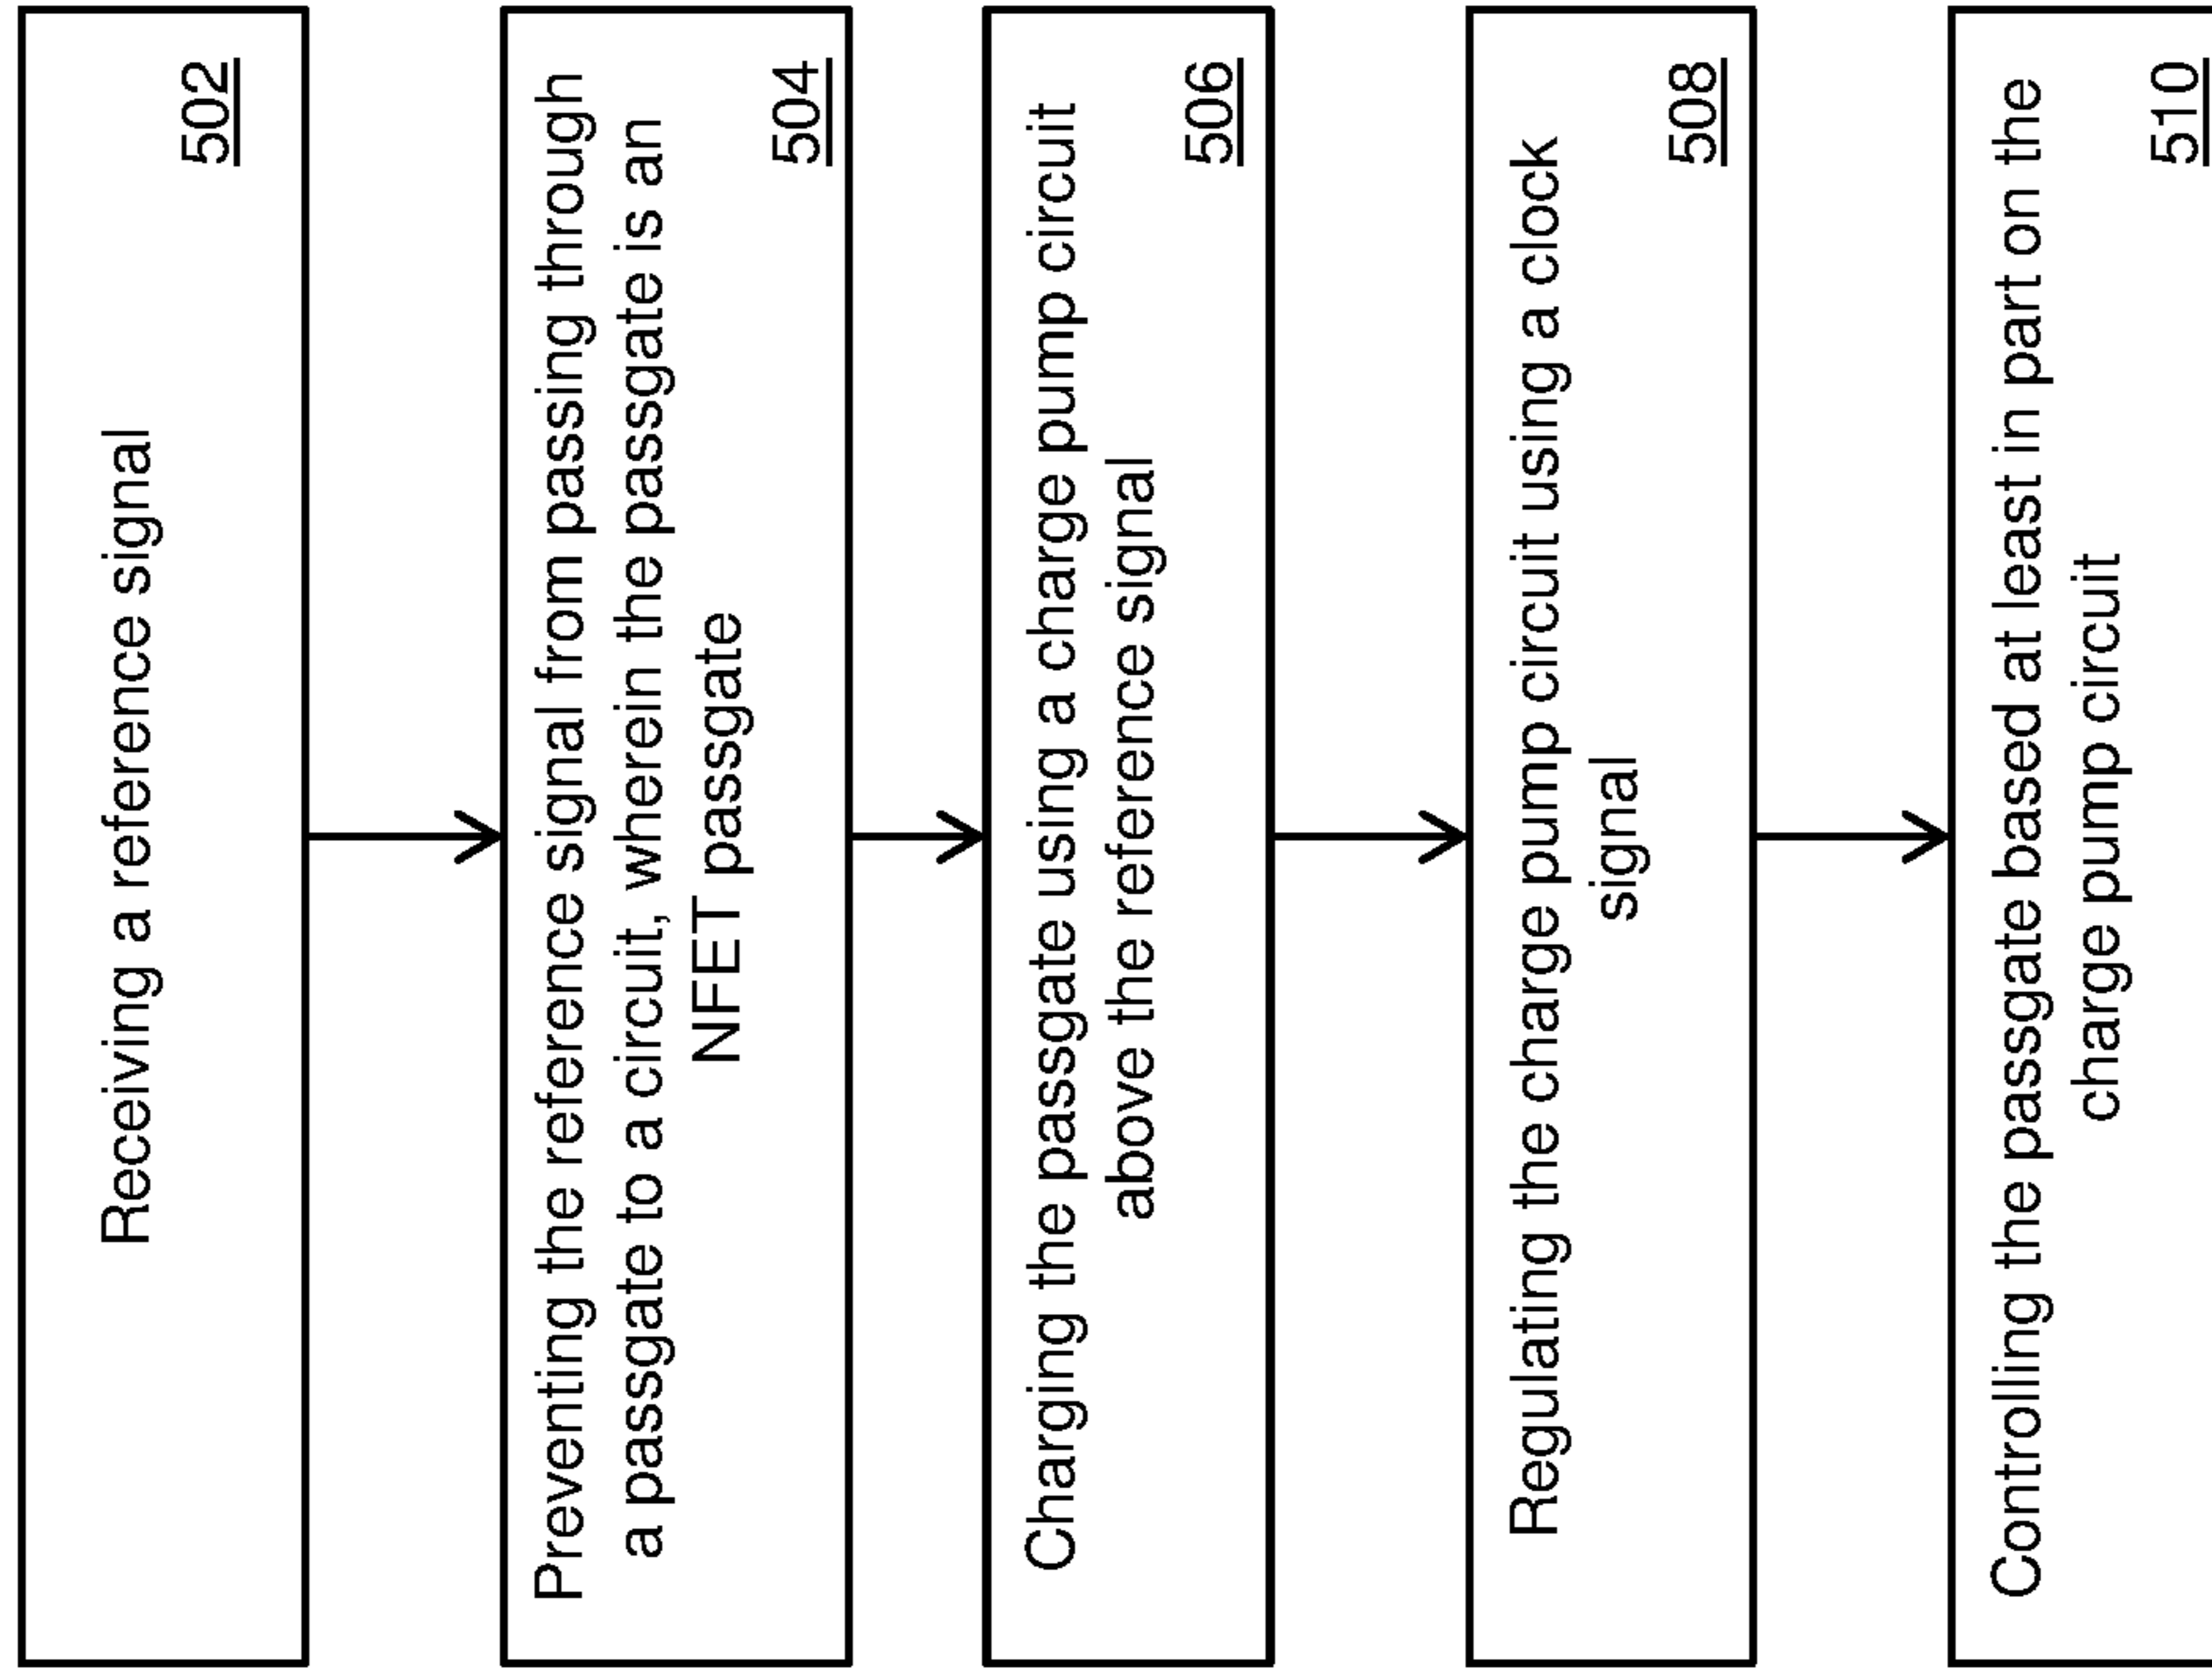 Receiving a reference signal
502
Preventing the reference signal from passing through
a passgate to a circuit, wherein the passgate is an
NFET passgate
504
Charging the passgate using a charge pump circuit
above the reference signal
506
Regulating the charge pump circuit using a clock
signal
508
Controlling the passgate based at least in part on the
charge pump circuit
510